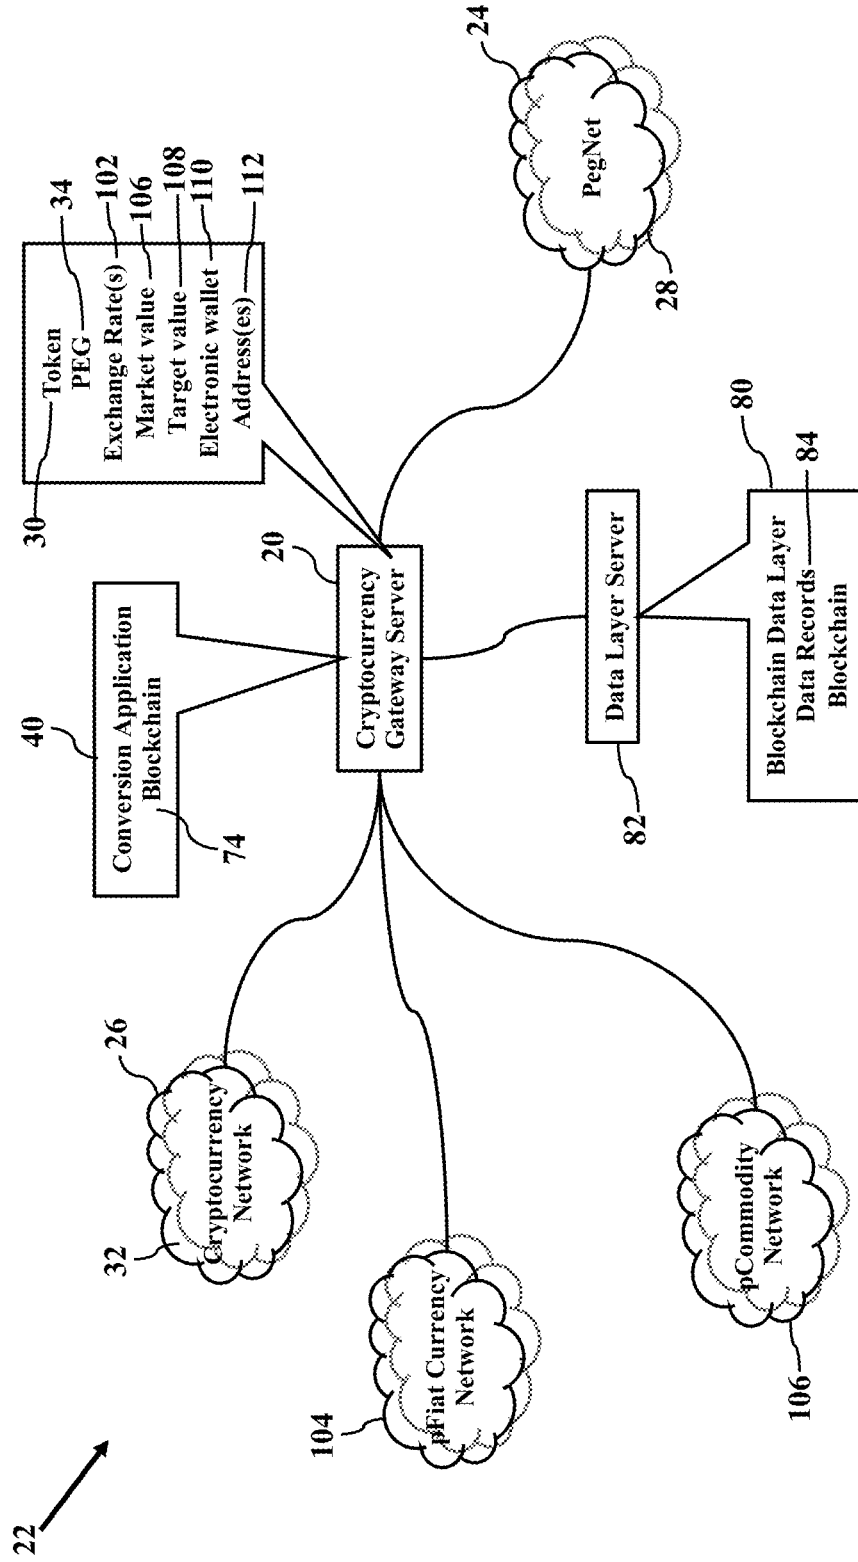 22
32
26
Cryptocurrency
Network
104
pFiat Currency
Network
106
pCommodity
Network
40
Conversion Application
Blockchain
74
20
Cryptocurrency
Gateway Server
82
Data Layer Server
80
Blockchain Data Layer
Data Records 84
Blockchain
30 Token
PEG 34
Exchange Rate(s) 102
Market value 106
Target value 108
Electronic wallet 110
Address(es) 112
24
PegNet
28